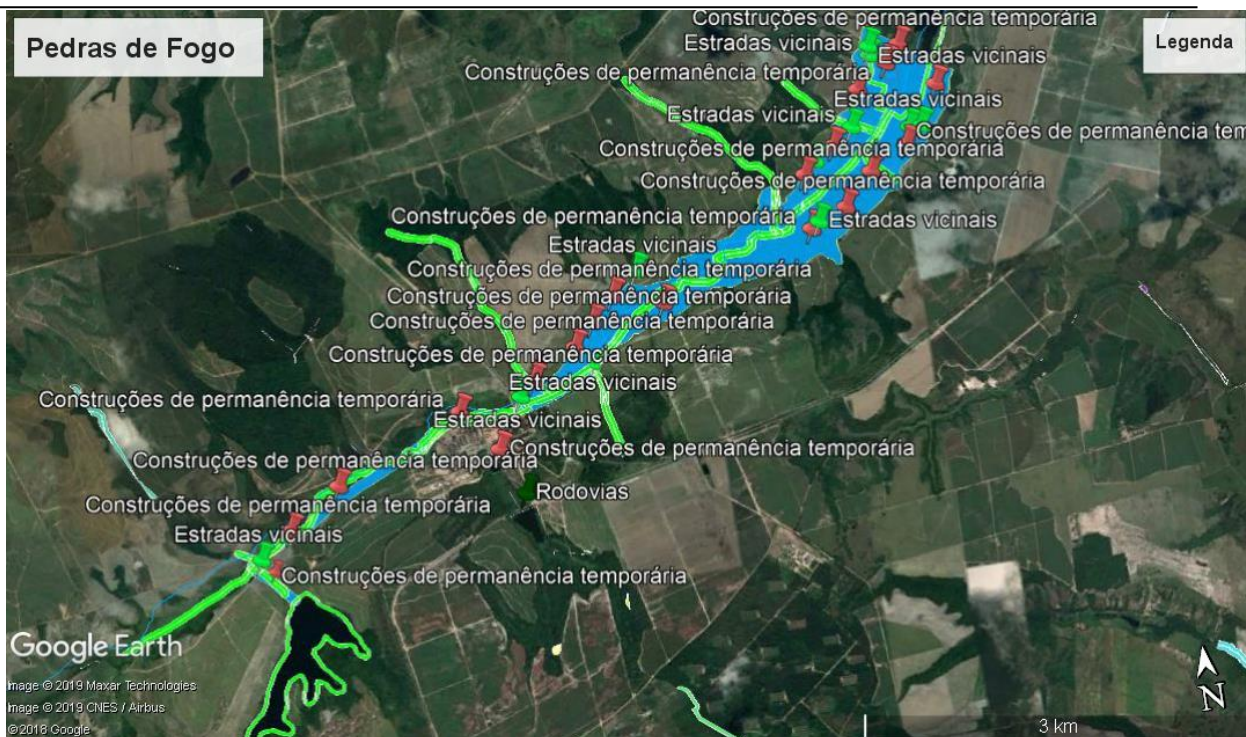 Pedras de Fogo
Legenda
Construções de permanência temporária
Estradas vicinais
Estradas vicinais
Construções de permanência temporária
Estradas vicinais
Estradas vicinais
Construções de permanência tem
Construções de permanência temporária
Construções de permanência temporária
Construções de permanência temporária
Estradas vicinais
Estradas vicinais
Construções de permanência temporária
Construções de permanência temporária
Construções de permanência temporária
Construções de permanência temporária
Estradas vicinais
Construções de permanência temporária
Estradas vicinais
Construções de permanência temporária
Construções de permanência temporária
Rodovias
Construções de permanência temporária
Estradas vicinais
Construções de permanência temporária
Google Earth
Image © 2019 Maxar Technologies
Image © 2019 CNES / Airbus
© 2018 Google
N
3 km